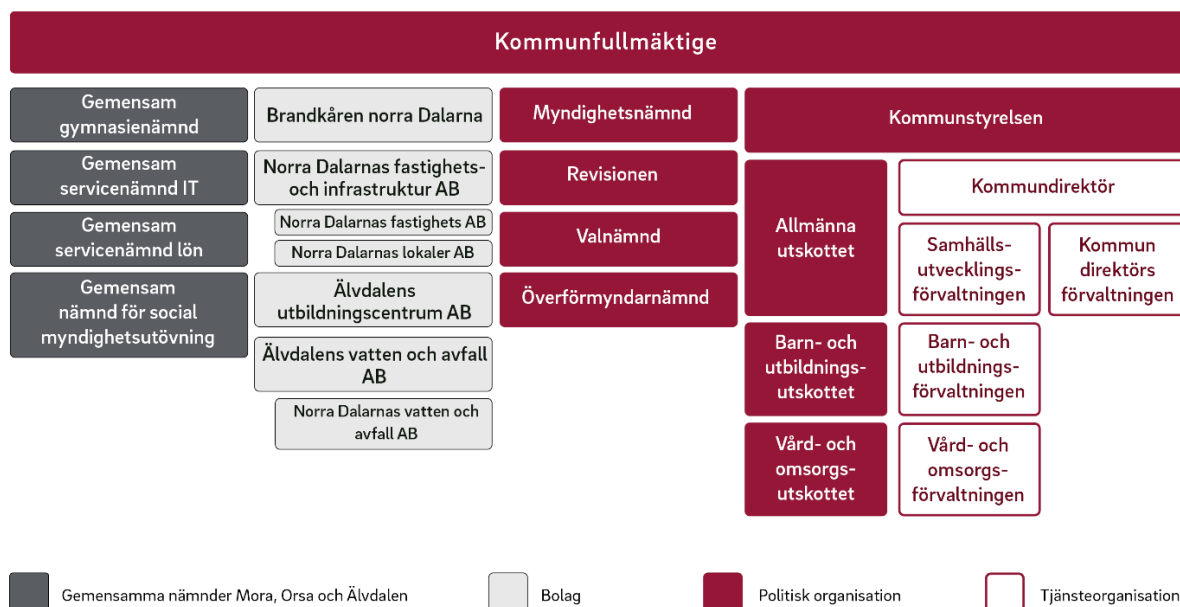 Kommunfullmäktige
Gemensam
gymnasienämnd
Gemensam
servicenämnd IT
Gemensam
servicenämnd lön
Gemensam
nämnd för social
myndighetsutövning
Brandkåren norra Dalarna
Norra Dalarnas fastighets-
och infrastruktur AB
Norra Dalarnas fastighets AB
Norra Dalarnas lokaler AB
Älvdalens
utbildningscentrum AB
Älvdalens vatten och avfall
AB
Norra Dalarnas vatten och
avfall AB
Myndighetsnämnd
Revisionen
Valnämnd
Överförmyndarnämnd
Kommunstyrelsen
Allmänna
utskottet
Barn- och
utbildnings-
utskottet
Vård- och
omsorgs-
utskottet
Kommundirektör
Samhälls-
utvecklings-
förvaltningen
Kommun
direktörs
förvaltningen
Barn- och
utbildnings-
förvaltningen
Vård- och
omsorgs-
förvaltningen
Gemensamma nämnder Mora, Orsa och Älvdalen
Bolag
Politisk organisation
Tjänsteorganisation